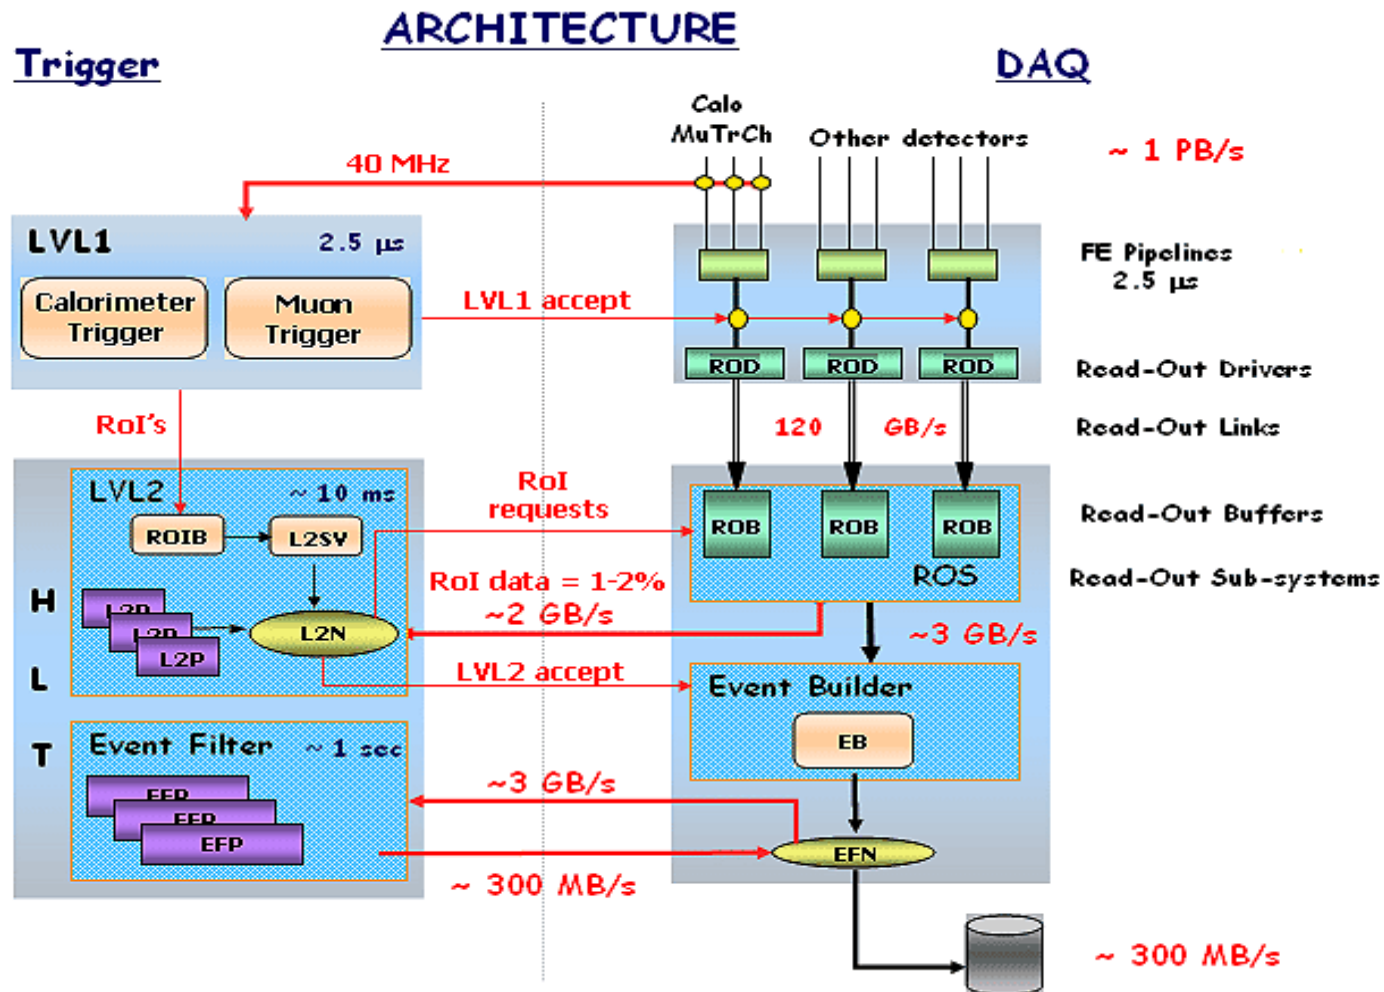 ARCHITECTURE
Trigger
DAQ
Calo
MuTrCh
Other detectors
~ 1 PB/s
40 MHz
LVL1
2.5 µs
Calorimeter
Trigger
Muon
Trigger
LVL1 accept
FE Pipelines
2.5 µs
ROD
ROD
ROD
Read-Out Drivers
RoI's
120 GB/s
Read-Out Links
LVL2
~ 10 ms
ROIB
L2SV
RoI
requests
ROB
ROB
ROB
Read-Out Buffers
ROS
Read-Out Sub-systems
RoI data = 1-2%
~2 GB/s
H
L
T
L2P
L2P
L2P
L2N
~3 GB/s
LVL2 accept
Event Builder
EB
Event Filter
~ 1 sec
EFP
EFP
EFP
~3 GB/s
EFN
~ 300 MB/s
~ 300 MB/s